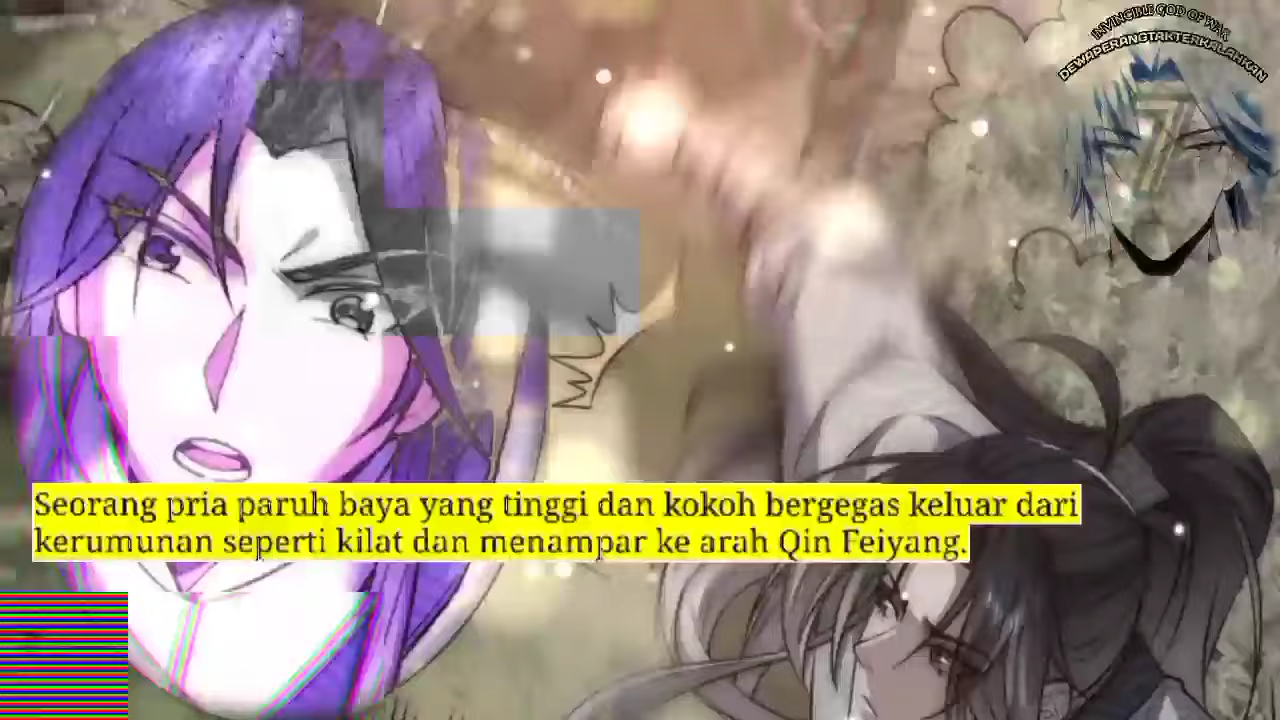 INVINCIBLE GOD OF WAR
DEWAPERANGTAKTERKALAHKAN
7
Seorang pria paruh baya yang tinggi dan kokoh bergegas keluar dari
kerumunan seperti kilat dan menampar ke arah Qin Feiyang.